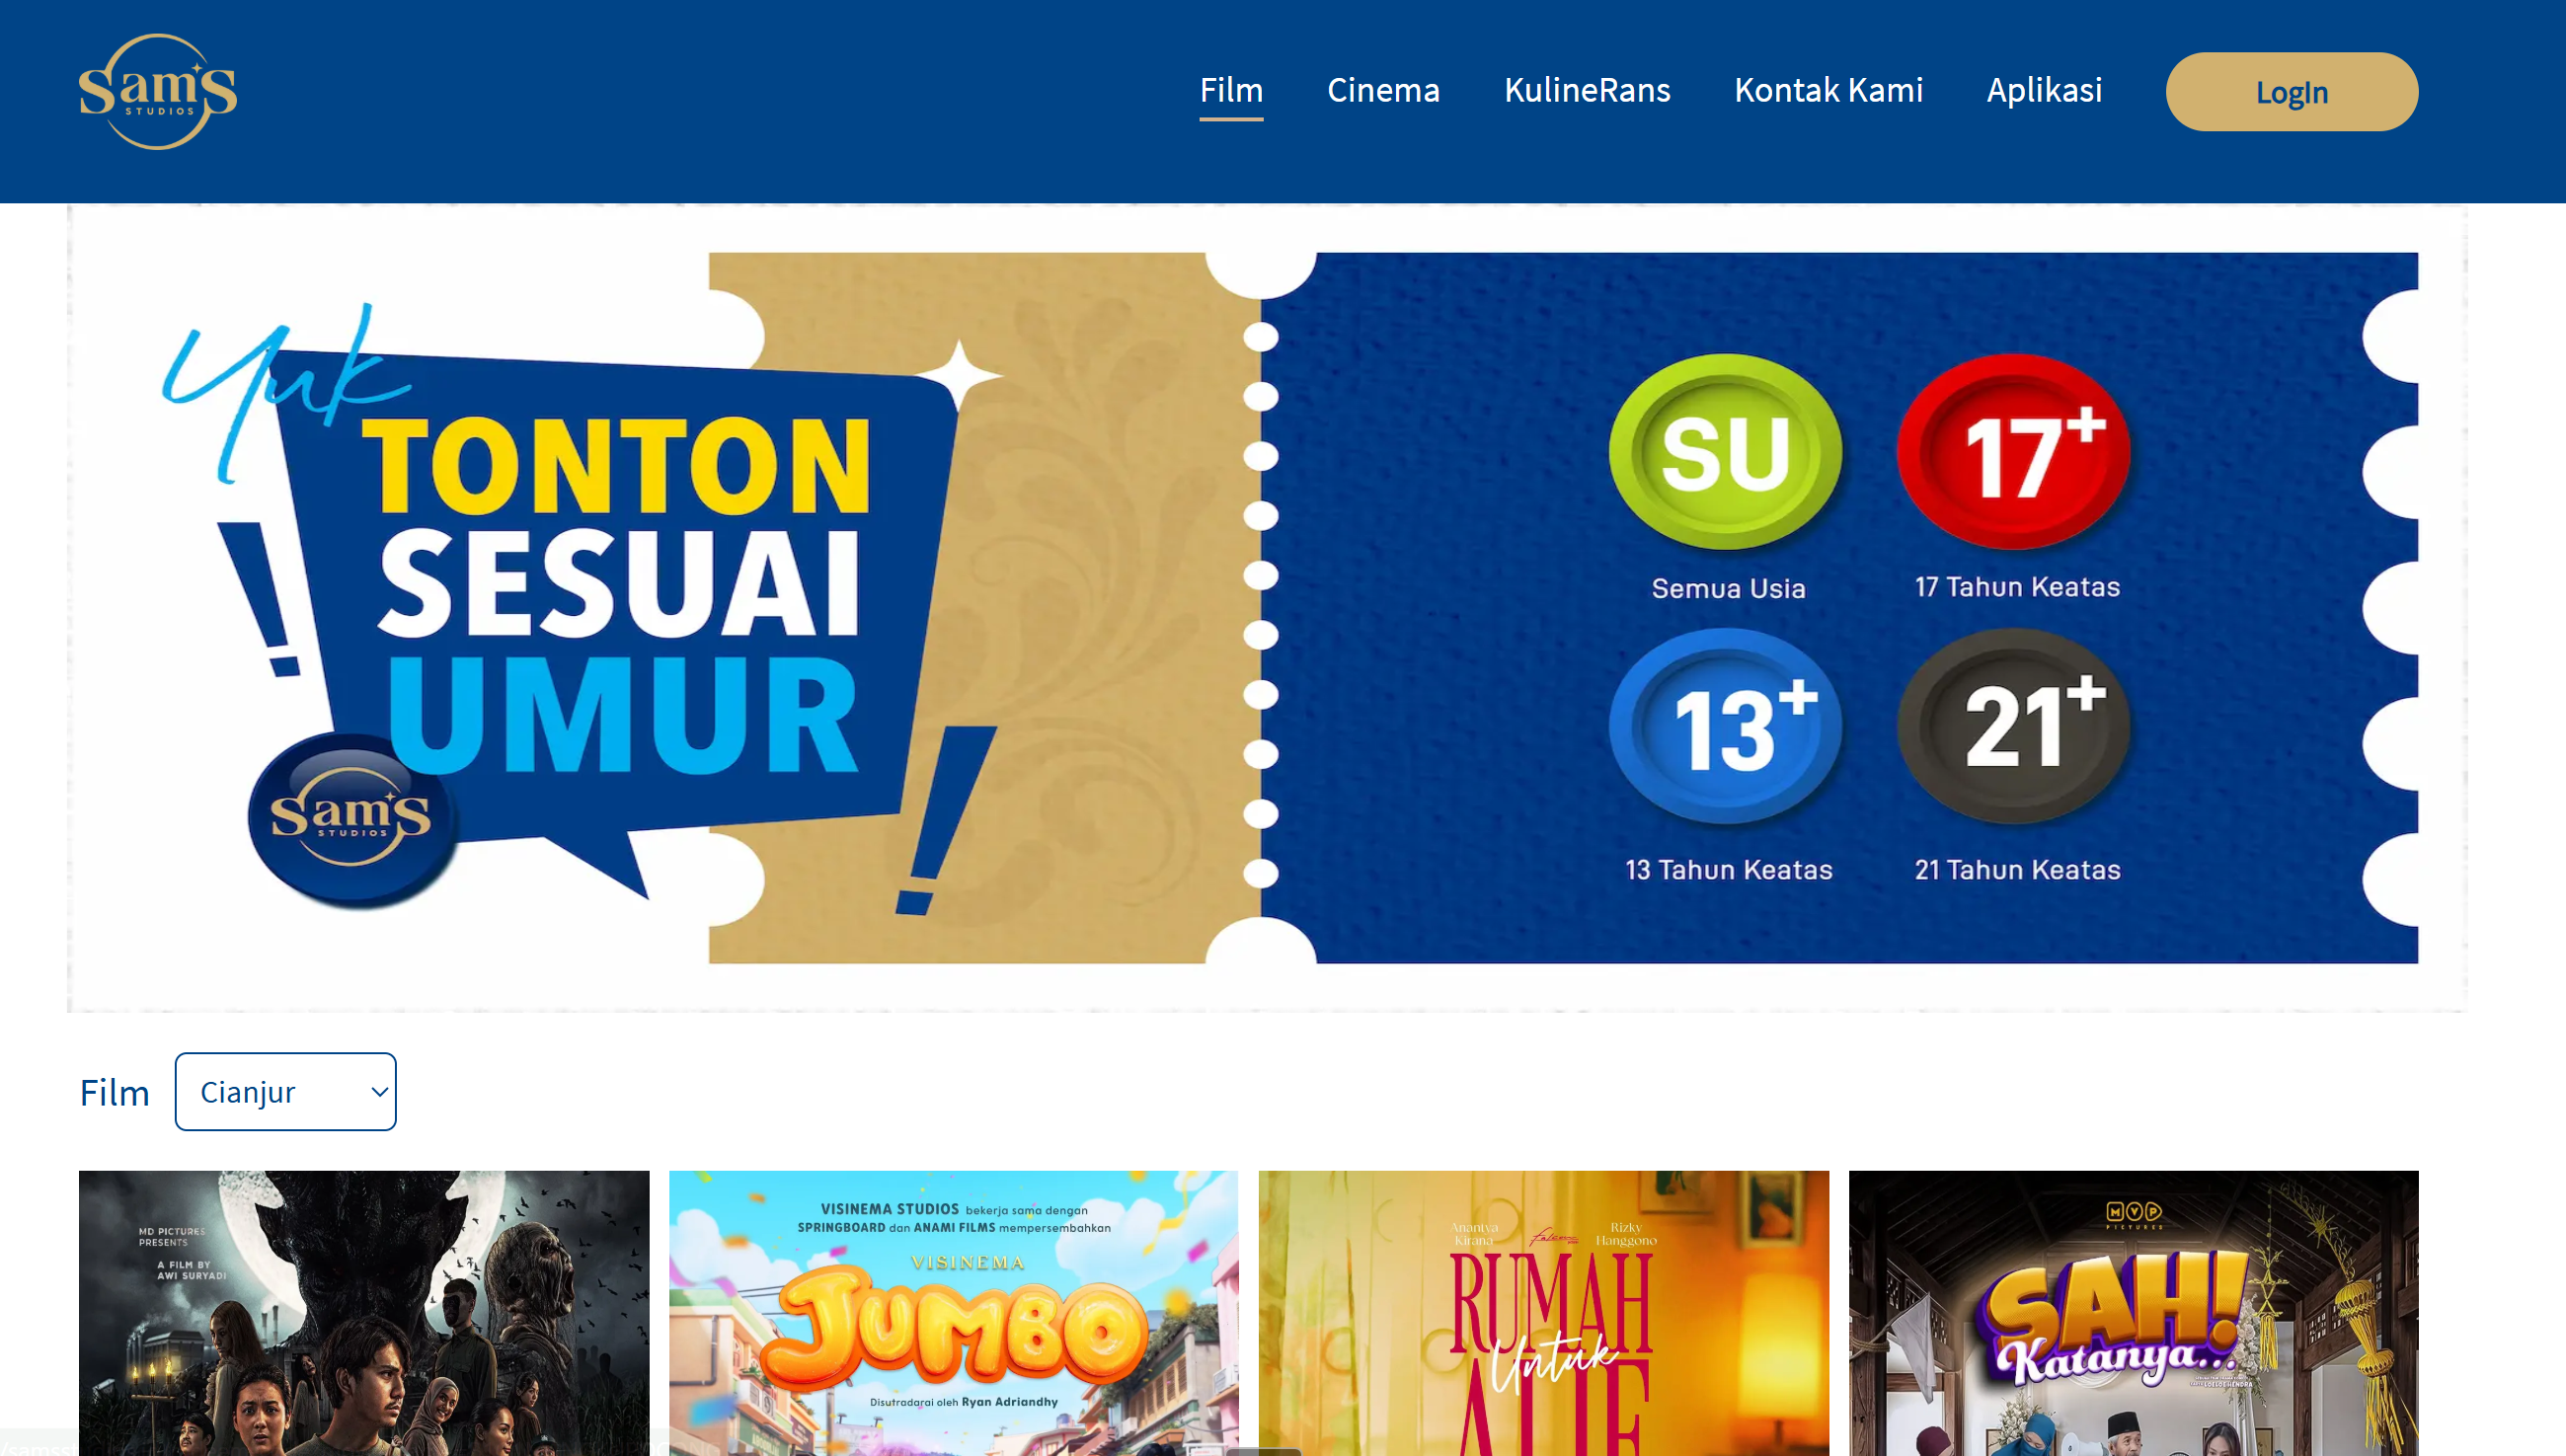 Sam'S
STUDIOS
Film
Cinema
KulineRans
Kontak Kami
Aplikasi
LogIn
Yuk
TONTON
SESUAI
UMUR
!
!
Sam'S
STUDIOS
SU
Semua Usia
17+
17 Tahun Keatas
13+
13 Tahun Keatas
21+
21 Tahun Keatas
Film
Cianjur
MD PICTURES
PRESENTS
A FILM BY
AWI SURYADI
VISINEMA STUDIOS bekerja sama dengan
SPRINGBOARD dan ANAMI FILMS mempersembahkan
VISINEMA
JUMBO
Disutradarai oleh Ryan Adriandhy
Anantya
Kirana
Falcon
Rizky
Hanggono
RUMAH
Untuk
ALIE
MVP
PICTURES
SAH!
Katanya...